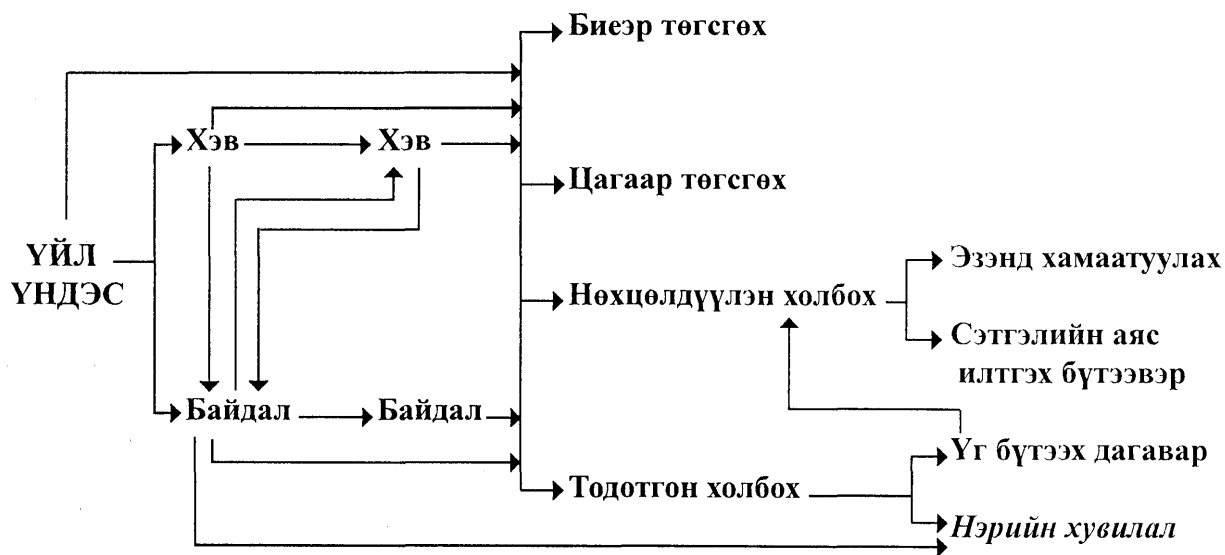 Биеэр төгсгөх
Хэв Хэв
Цагаар төгсгөх
ҮЙЛ
ҮНДЭС
Эзэнд хамаатуулах
Нөхцөлдүүлэн холбох
Сэтгэлийн аяс
илтгэх бүтээвэр
Байдал Байдал
Үг бүтээх дагавар
Тодотгон холбох
Нэрийн хувилал